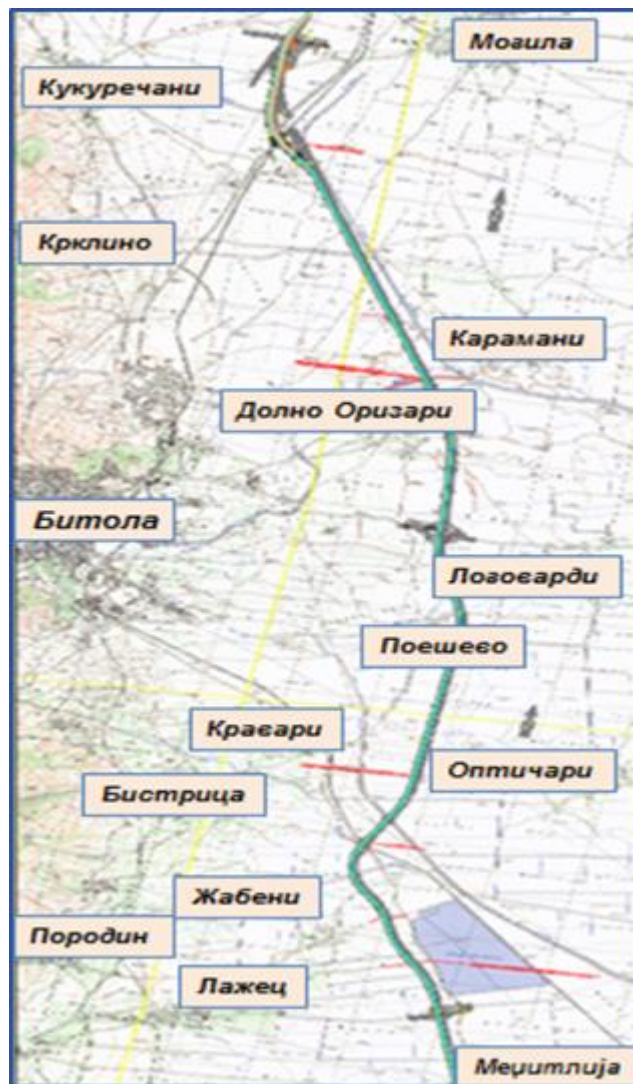 Могила
Кукуречани
Крклино
Карамани
Долно Оризари
Битола
Логоварди
Поешево
Кравари
Оптичари
Бистрица
Жабени
Породин
Лажец
Меџитлија